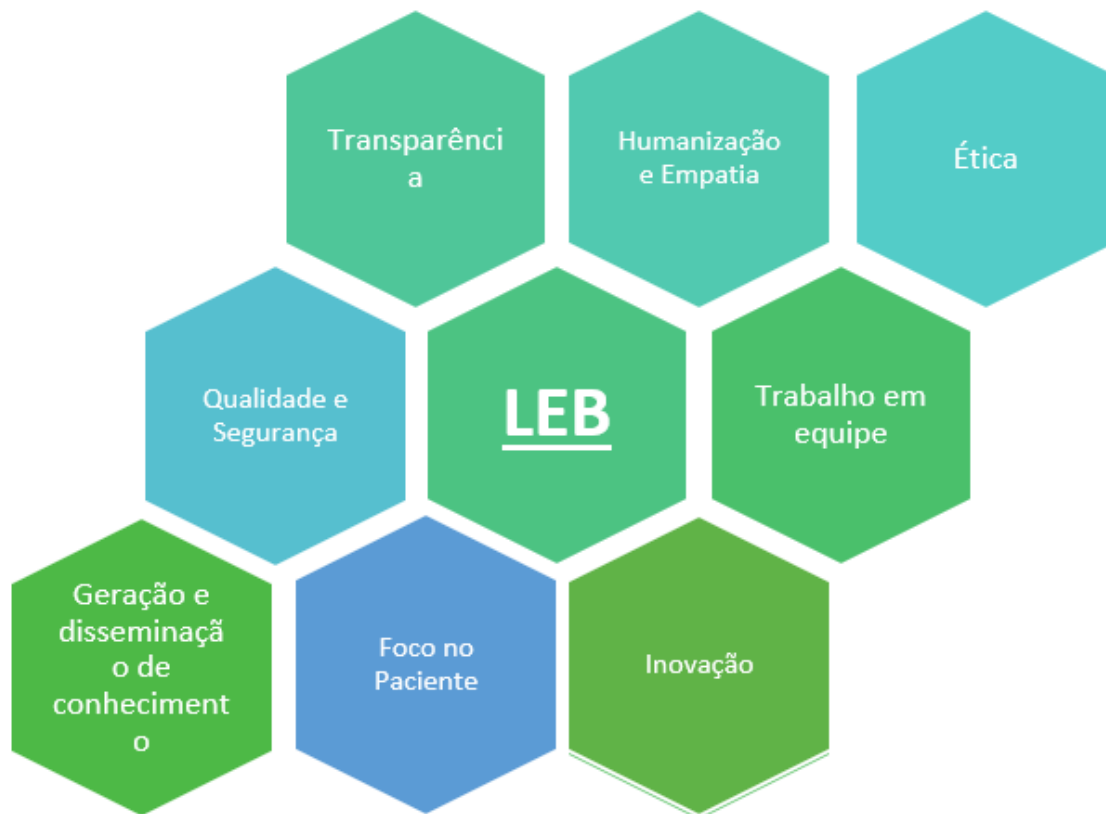 Transparênci
a
Humanização
e Empatia
Ética
Qualidade e
Segurança
LEB
Trabalho em
equipe
Geração e
disseminaçã
o de
conheciment
o
Foco no
Paciente
Inovação